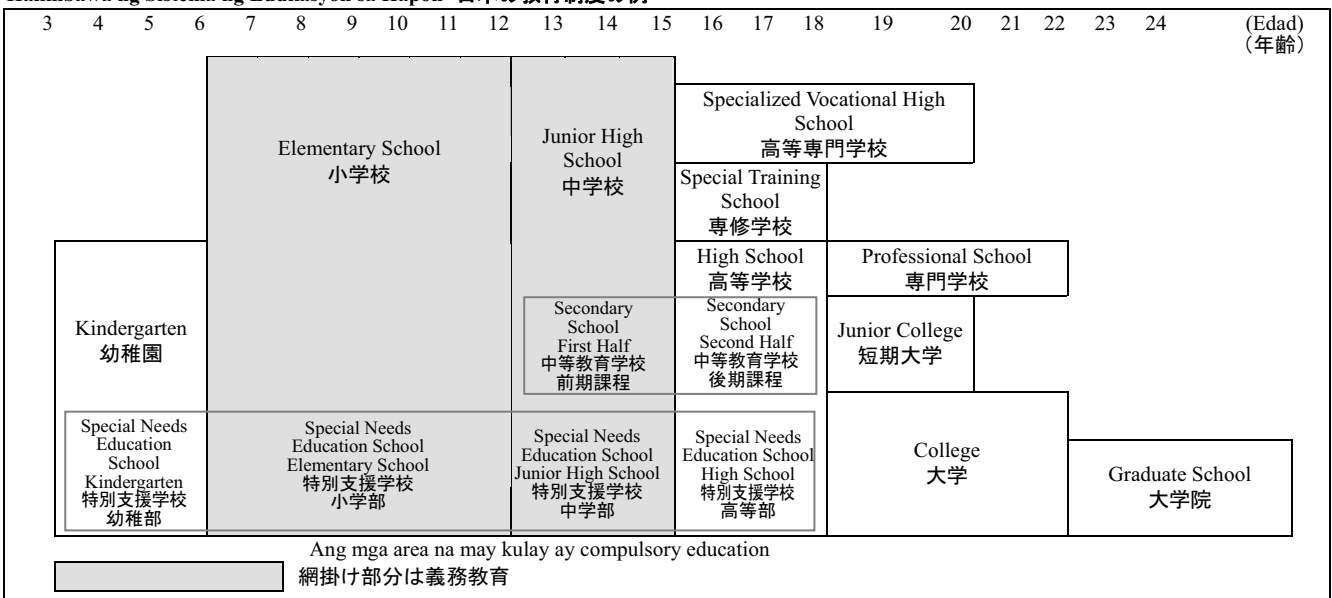 3 4 5 6 7 8 9 10 11 12 13 14 15 16 17 18 19 20 21 22 23 24 (Edad)
(年齢)
Specialized Vocational High
School
高等専門学校
Elementary School
小学校
Junior High
School
中学校
Special Training
School
専修学校
High School
高等学校
Professional School
専門学校
Kindergarten
幼稚園
Secondary
School
First Half
中等教育学校
前期課程
Secondary
School
Second Half
中等教育学校
後期課程
Junior College
短期大学
Special Needs
Education
School
Kindergarten
特別支援学校
幼稚部
Special Needs
Education School
Elementary School
特別支援学校
小学部
Special Needs
Education School
Junior High School
特別支援学校
中学部
Special Needs
Education School
High School
特別支援学校
高等部
College
大学
Graduate School
大学院
Ang mga area na may kulay ay compulsory education
網掛け部分は義務教育